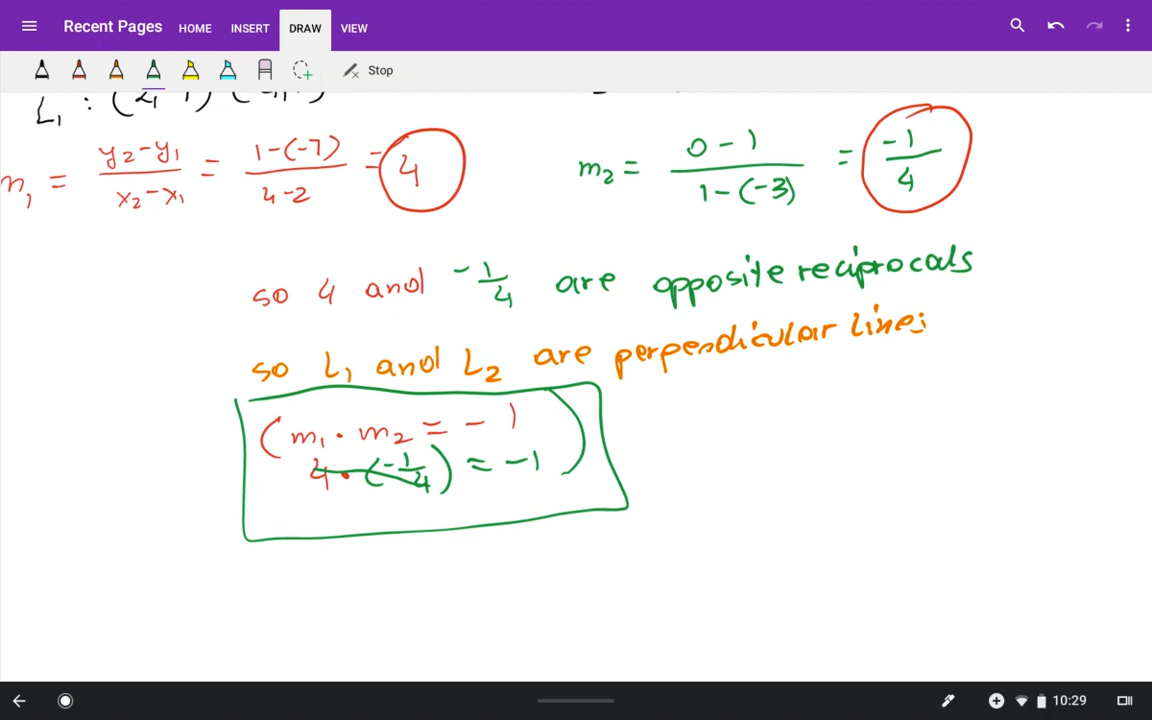 Recent Pages HOME INSERT DRAW VIEW
Stop
L₁ :
m₁ = y₂-y₁ / x₂-x₁ = 1-(-7) / 4-2 = 4
m₂ = 0-1 / 1-(-3) = -1/4
so 4 and -1/4 are opposite reciprocals
so L₁ and L₂ are perpendicular lines
(m₁ · m₂ = -1
4 · (-1/4) = -1)
10:29